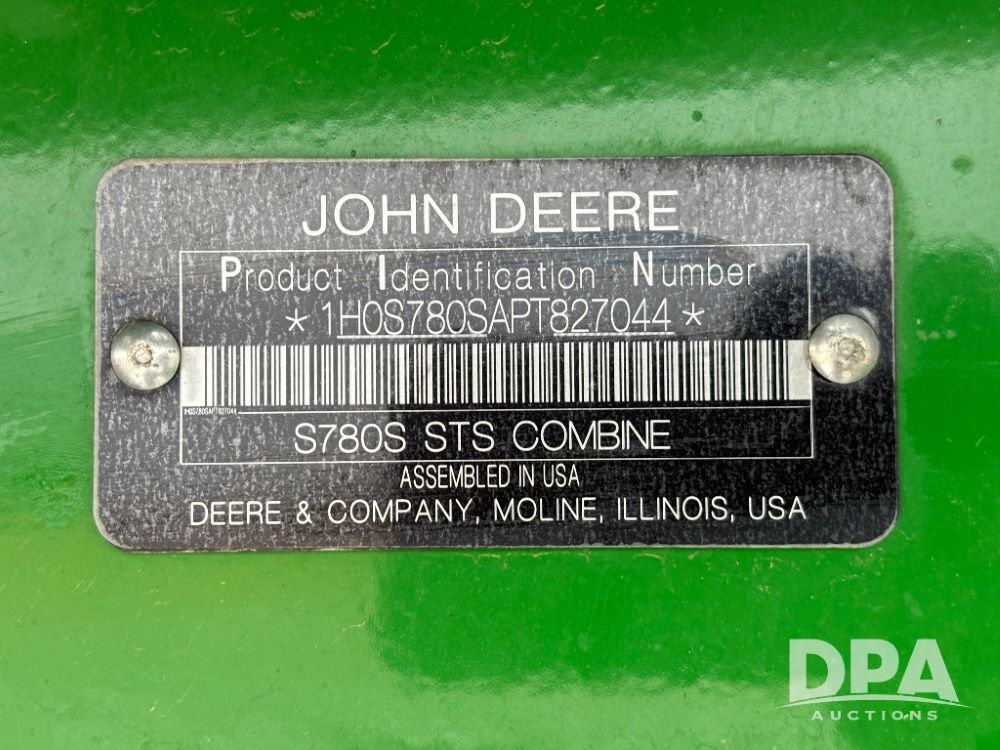 JOHN DEERE
Product Identification Number
*1H0S780SAPT827044*
1H0S780SAPT827044
S780S STS COMBINE
ASSEMBLED IN USA
DEERE & COMPANY, MOLINE, ILLINOIS, USA
DPA
AUCTIONS